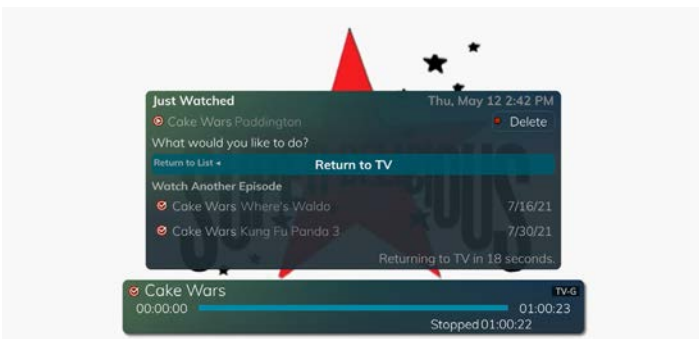 Just Watched Thu, May 12 2:42 PM
Cake Wars Paddington Delete
What would you like to do?
Return to List ◂ Return to TV
Watch Another Episode
Cake Wars Where's Waldo 7/16/21
Cake Wars Kung Fu Panda 3 7/30/21
Returning to TV in 18 seconds.
Cake Wars TV-G
00:00:00 01:00:23
Stopped 01:00:22